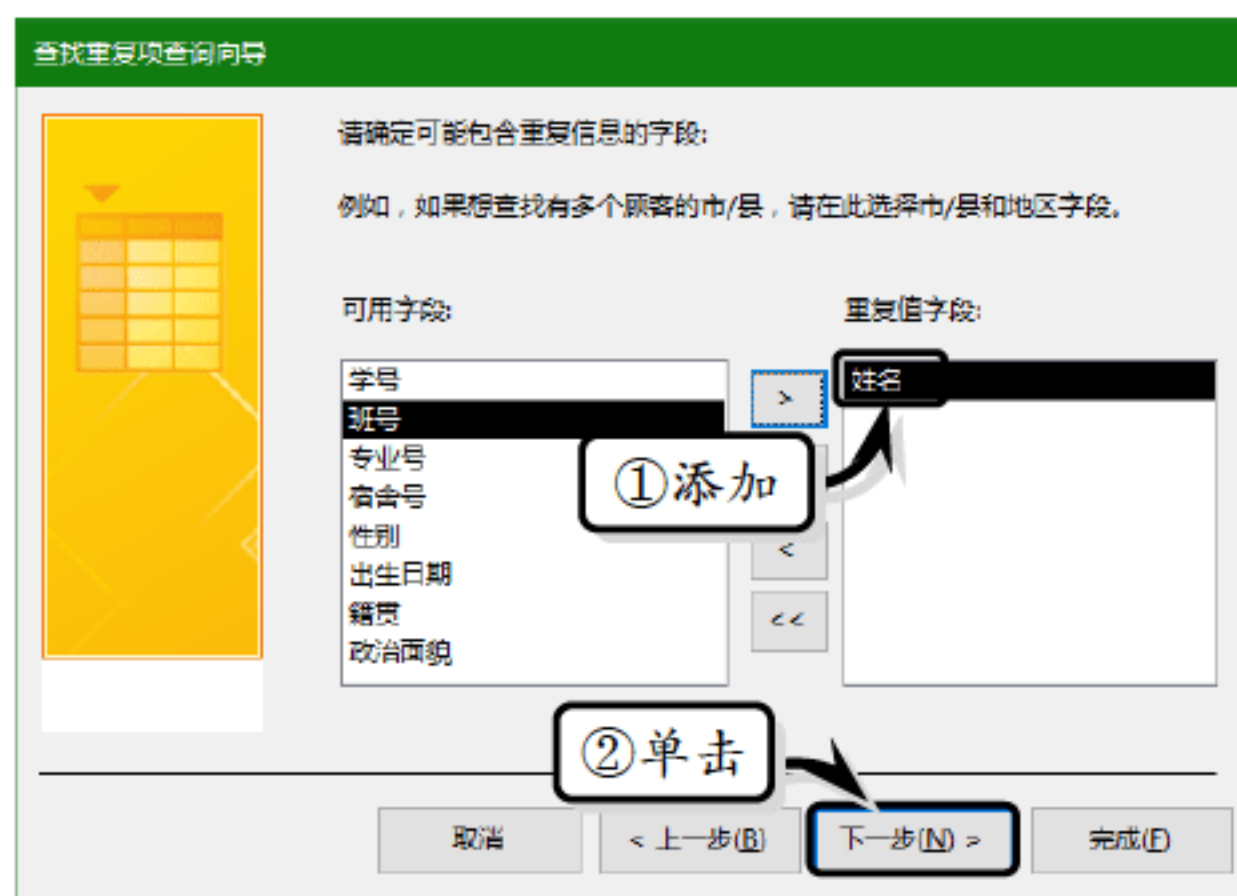 查找重复项查询向导
请确定可能包含重复信息的字段:
例如，如果想查找有多个顾客的市/县，请在此选择市/县和地区字段。
可用字段:
重复值字段:
学号
班号
专业号
宿舍号
性别
出生日期
籍贯
政治面貌
>
<
<<
姓名
①添加
②单击
取消
< 上一步(B)
下一步(N) >
完成(F)